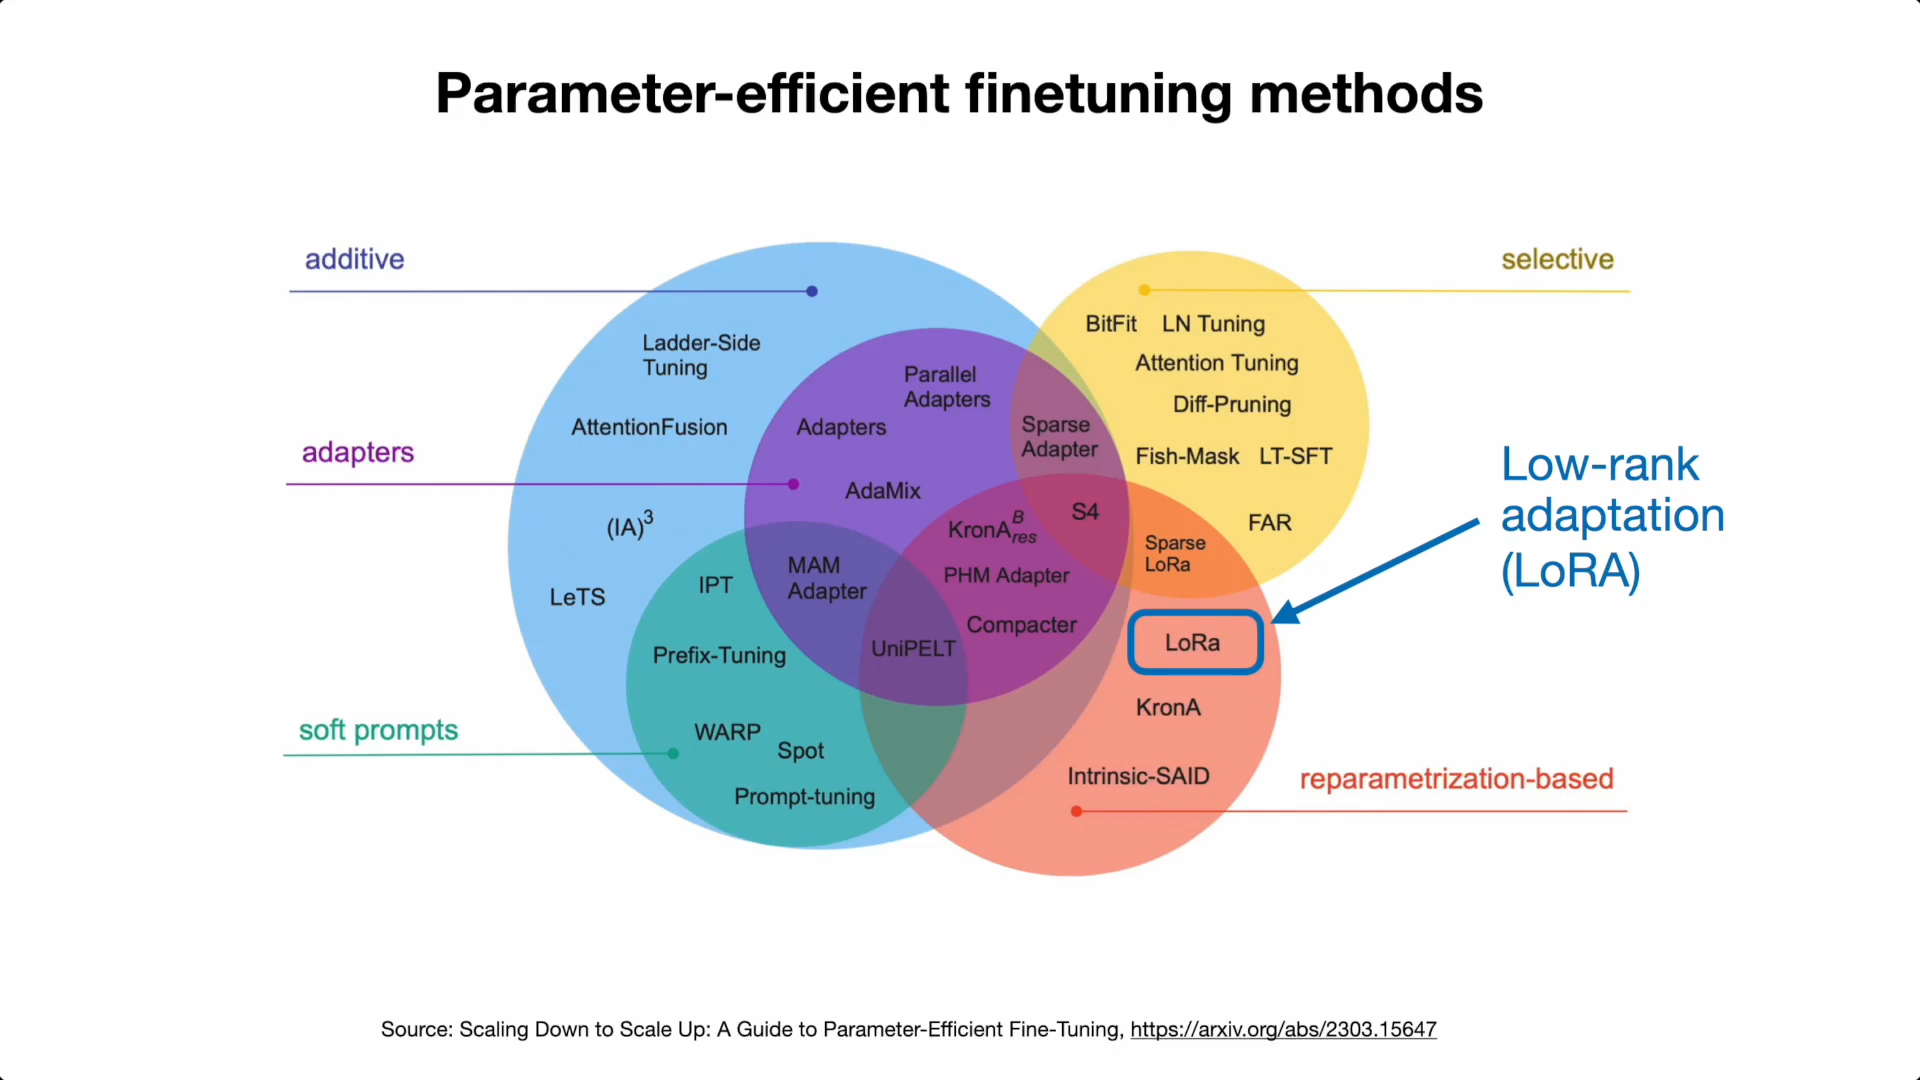 Parameter-efficient finetuning methods
additive
selective
BitFit LN Tuning
Ladder-Side
Tuning
Attention Tuning
Parallel
Adapters
Diff-Pruning
AttentionFusion
Adapters
Sparse
Adapter
Fish-Mask LT-SFT
adapters
Low-rank
adaptation
(LoRA)
AdaMix
(IA)³
KronA^B_res
S4
FAR
Sparse
LoRa
MAM
Adapter
PHM Adapter
IPT
LeTS
Compacter
UniPELT
LoRa
Prefix-Tuning
KronA
soft prompts
WARP
Spot
Intrinsic-SAID
reparametrization-based
Prompt-tuning
Source: Scaling Down to Scale Up: A Guide to Parameter-Efficient Fine-Tuning, https://arxiv.org/abs/2303.15647